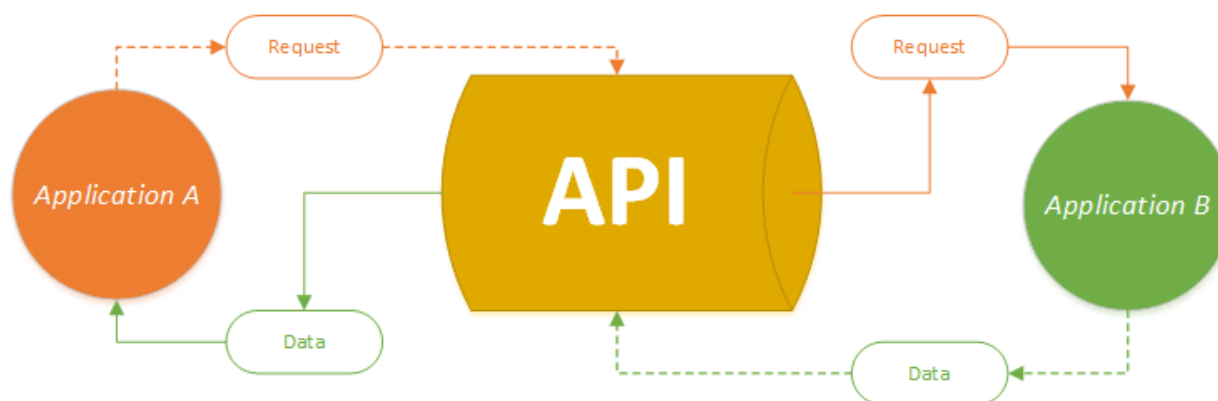 Request
Request
Application A
API
Application B
Data
Data